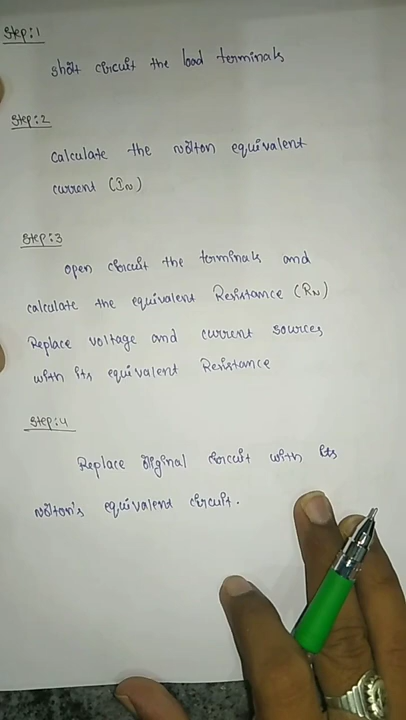 Step:1
short circuit the load terminals
Step:2
Calculate the norton equivalent
current (IN)
Step:3
open circuit the terminals and
calculate the equivalent Resistance (RN)
Replace voltage and current sources
with its equivalent Resistance
Step:4
Replace original circuit with its
norton's equivalent circuit.